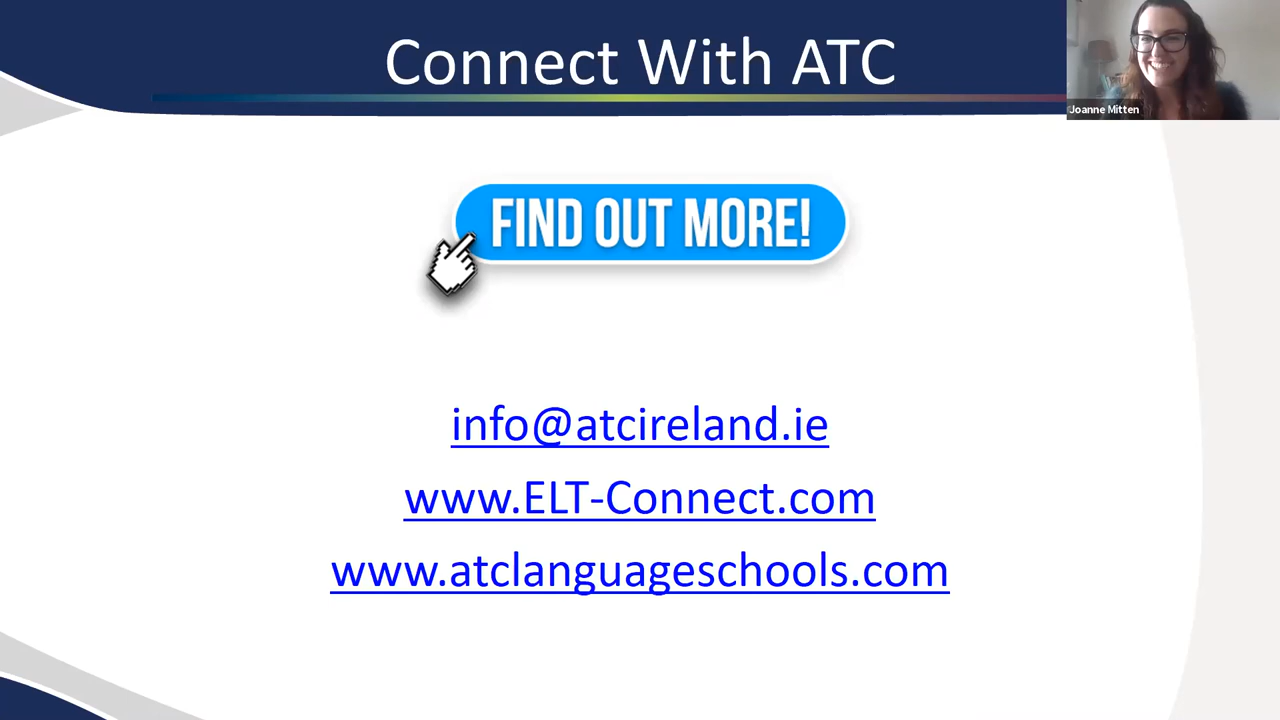 Connect With ATC
Joanne Mitten
FIND OUT MORE!
info@atcireland.ie
www.ELT-Connect.com
www.atclanguageschools.com